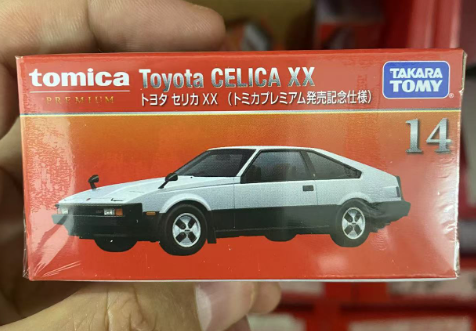 tomica
PREMIUM
Toyota CELICA XX
トヨタ セリカ XX (トミカプレミアム発売記念仕様)
TAKARA
TOMY
14